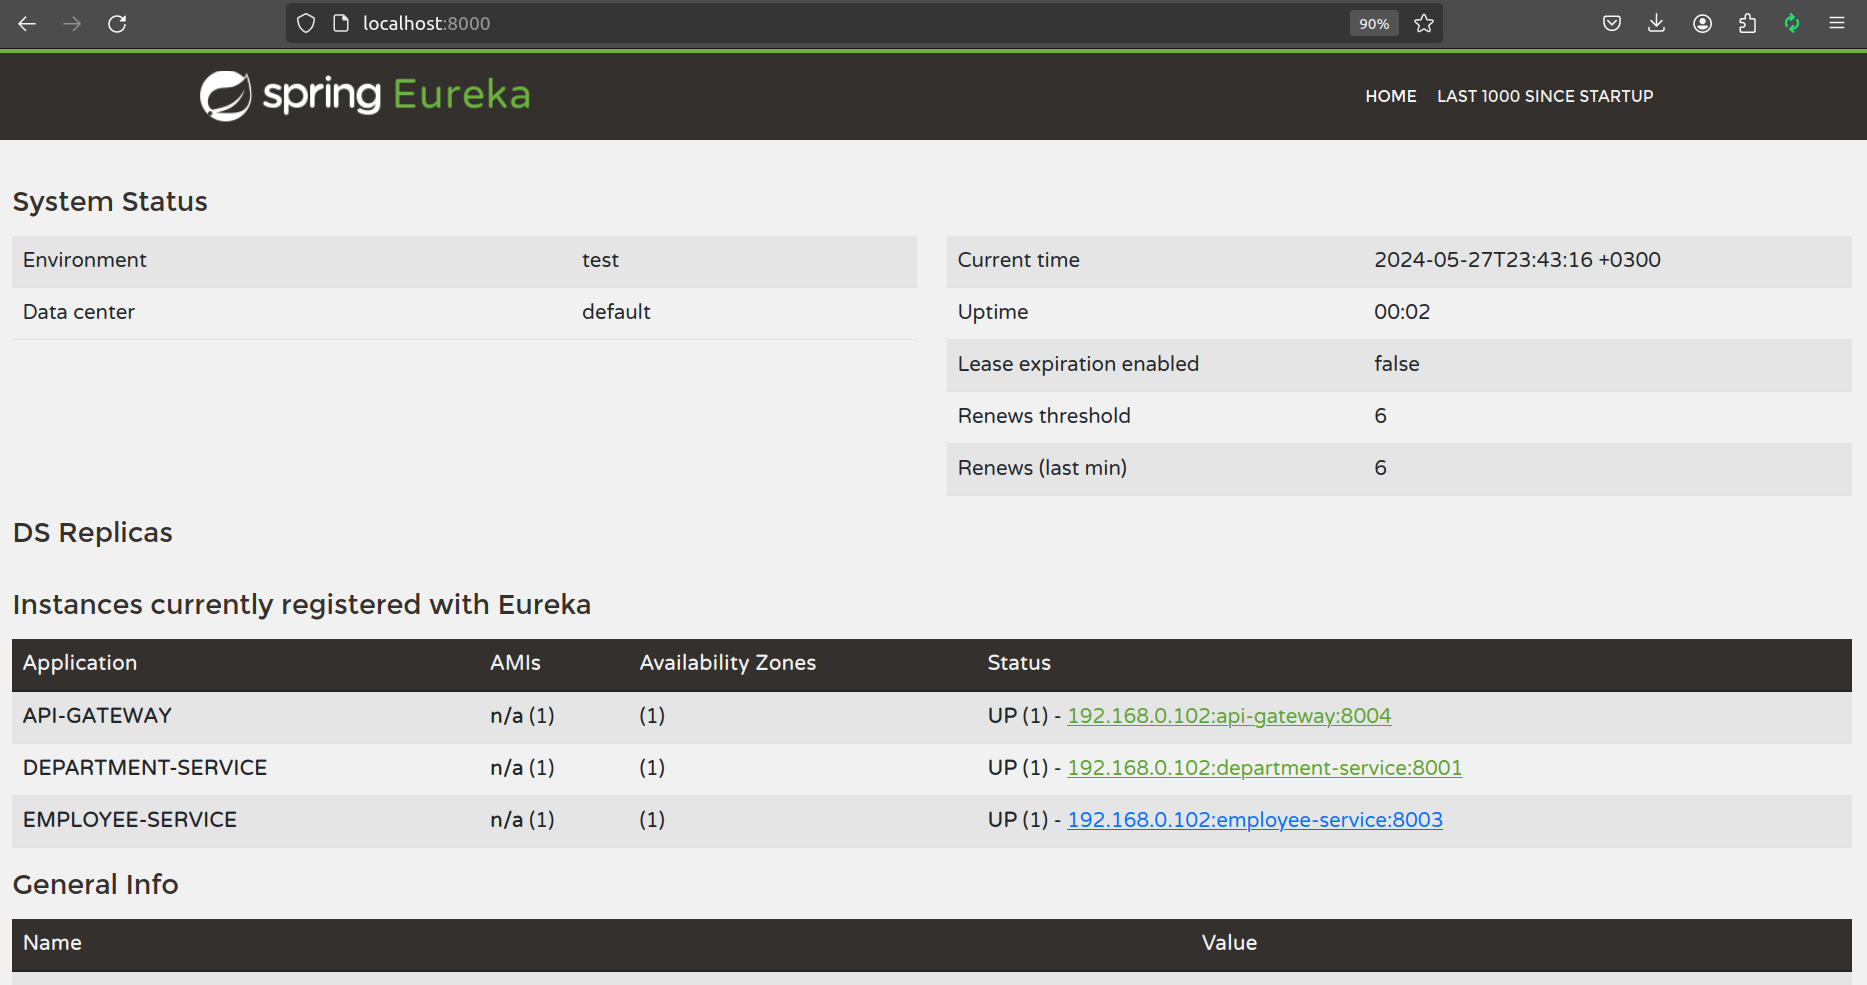 localhost:8000 90%
spring Eureka
HOME LAST 1000 SINCE STARTUP
System Status
Environment test
Data center default
Current time 2024-05-27T23:43:16 +0300
Uptime 00:02
Lease expiration enabled false
Renews threshold 6
Renews (last min) 6
DS Replicas
Instances currently registered with Eureka
Application AMIs Availability Zones Status
API-GATEWAY n/a (1) (1) UP (1) - 192.168.0.102:api-gateway:8004
DEPARTMENT-SERVICE n/a (1) (1) UP (1) - 192.168.0.102:department-service:8001
EMPLOYEE-SERVICE n/a (1) (1) UP (1) - 192.168.0.102:employee-service:8003
General Info
Name Value